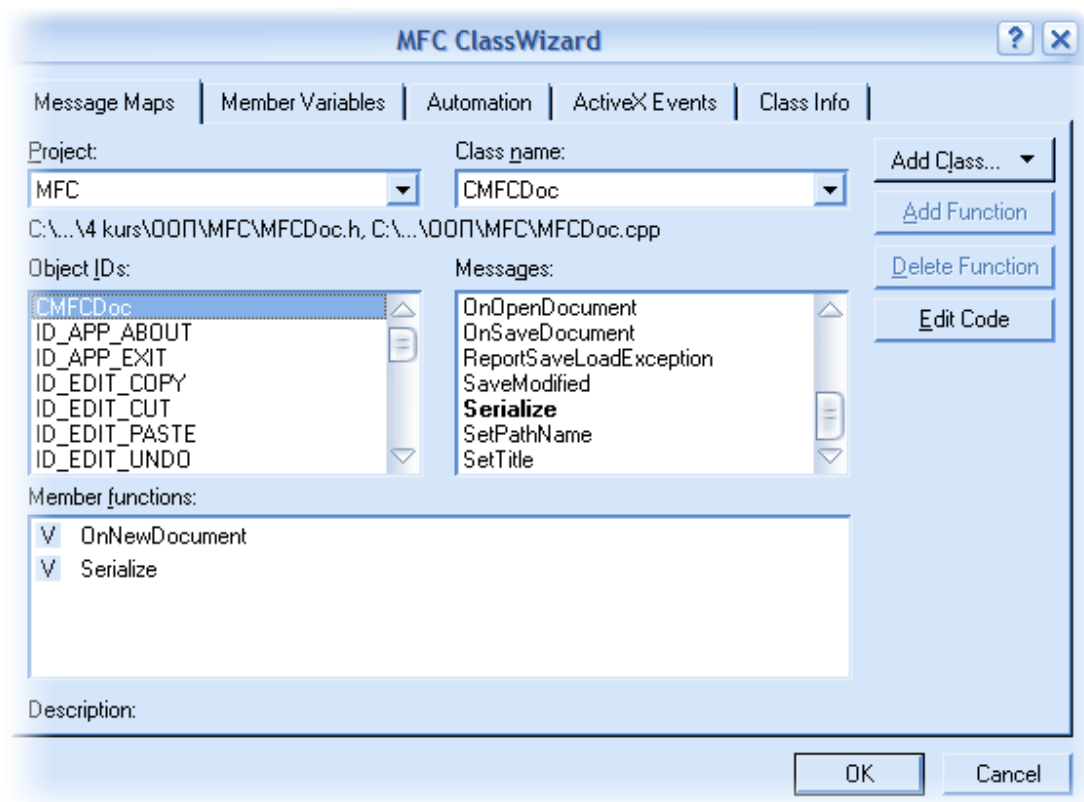 MFC ClassWizard
Message Maps
Member Variables
Automation
ActiveX Events
Class Info
Project:
Class name:
Add Class...
MFC
CMFCDoc
Add Function
C:\...\4 kurs\ООП\MFC\MFCDoc.h, C:\...\ООП\MFC\MFCDoc.cpp
Object IDs:
Messages:
Delete Function
CMFCDoc
ID_APP_ABOUT
ID_APP_EXIT
ID_EDIT_COPY
ID_EDIT_CUT
ID_EDIT_PASTE
ID_EDIT_UNDO
OnOpenDocument
OnSaveDocument
ReportSaveLoadException
SaveModified
Serialize
SetPathName
SetTitle
Edit Code
Member functions:
V OnNewDocument
V Serialize
Description:
OK
Cancel